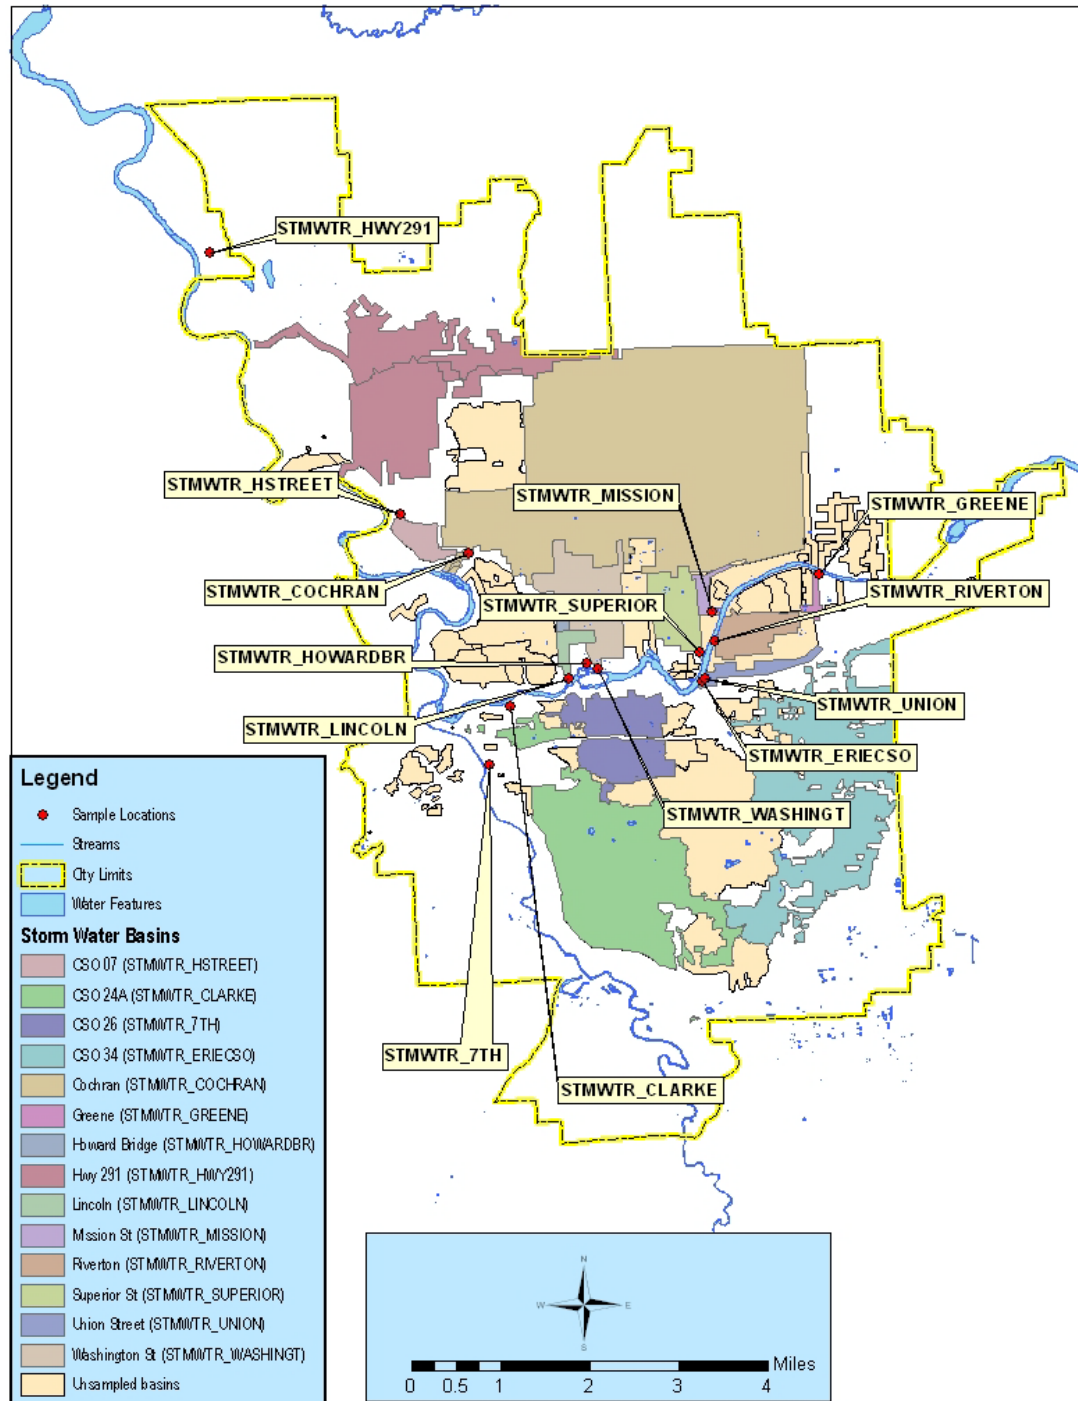 STMWTR_HWY291
STMWTR_HSTREET
STMWTR_MISSION
STMWTR_GREENE
STMWTR_COCHRAN
STMWTR_SUPERIOR
STMWTR_RIVERTON
STMWTR_HOWARDBR
STMWTR_LINCOLN
STMWTR_UNION
STMWTR_ERIECSO
STMWTR_WASHINGT
STMWTR_7TH
STMWTR_CLARKE
Legend
Sample Locations
Streams
City Limits
Water Features
Storm Water Basins
CSO 07 (STMWTR_HSTREET)
CSO 24A (STMWTR_CLARKE)
CSO 26 (STMWTR_7TH)
CSO 34 (STMWTR_ERIECSO)
Cochran (STMWTR_COCHRAN)
Greene (STMWTR_GREENE)
Howard Bridge (STMWTR_HOWARDBR)
Hwy 291 (STMWTR_HWY291)
Lincoln (STMWTR_LINCOLN)
Mission St (STMWTR_MISSION)
Riverton (STMWTR_RIVERTON)
Superior St (STMWTR_SUPERIOR)
Union Street (STMWTR_UNION)
Washington St (STMWTR_WASHINGT)
Unsampled basins
N
W E
S
Miles
0 0.5 1 2 3 4